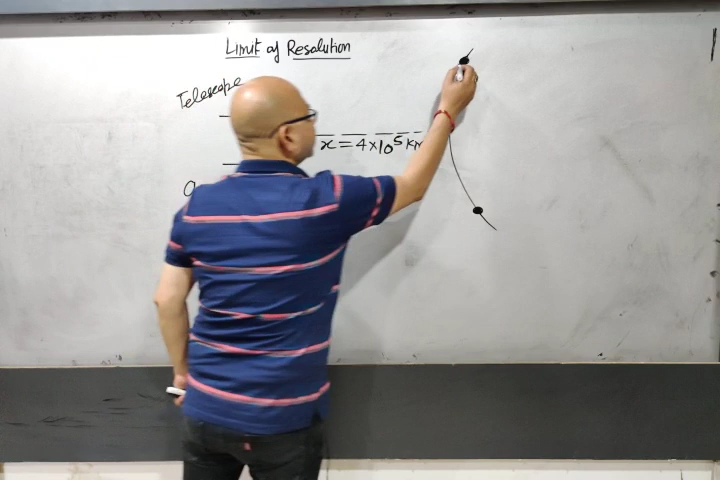 Limit of Resolution
Telescope
x = 4×10⁵ km